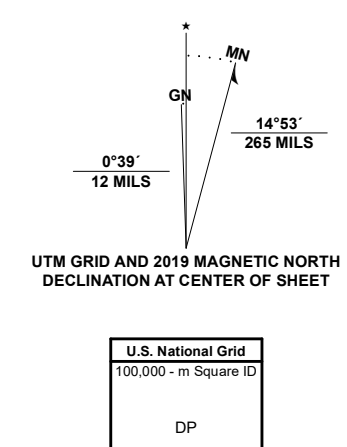 ★
MN
GN
14°53´
265 MILS
0°39´
12 MILS
UTM GRID AND 2019 MAGNETIC NORTH
DECLINATION AT CENTER OF SHEET
U.S. National Grid
100,000 - m Square ID
DP